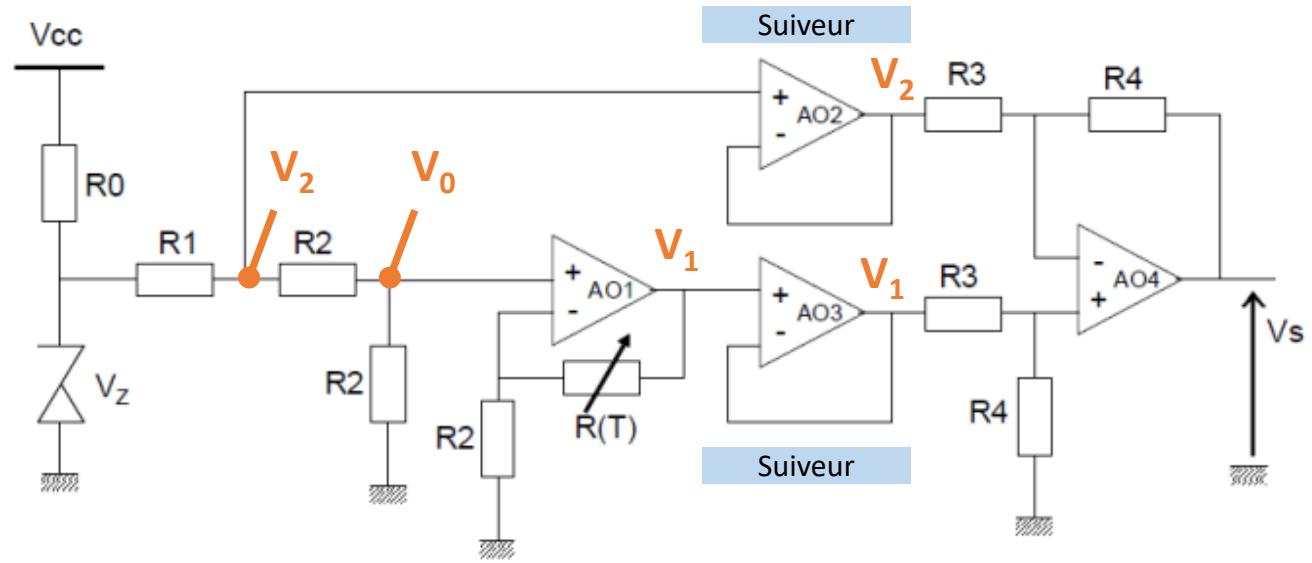 Suiveur
Vcc
V2
R3
R4
+
AO2
-
R0
V2
V0
R1
R2
V1
V1
+
AO1
-
+
AO3
-
R3
-
AO4
+
Vs
VZ
R2
R2
R(T)
R4
Suiveur